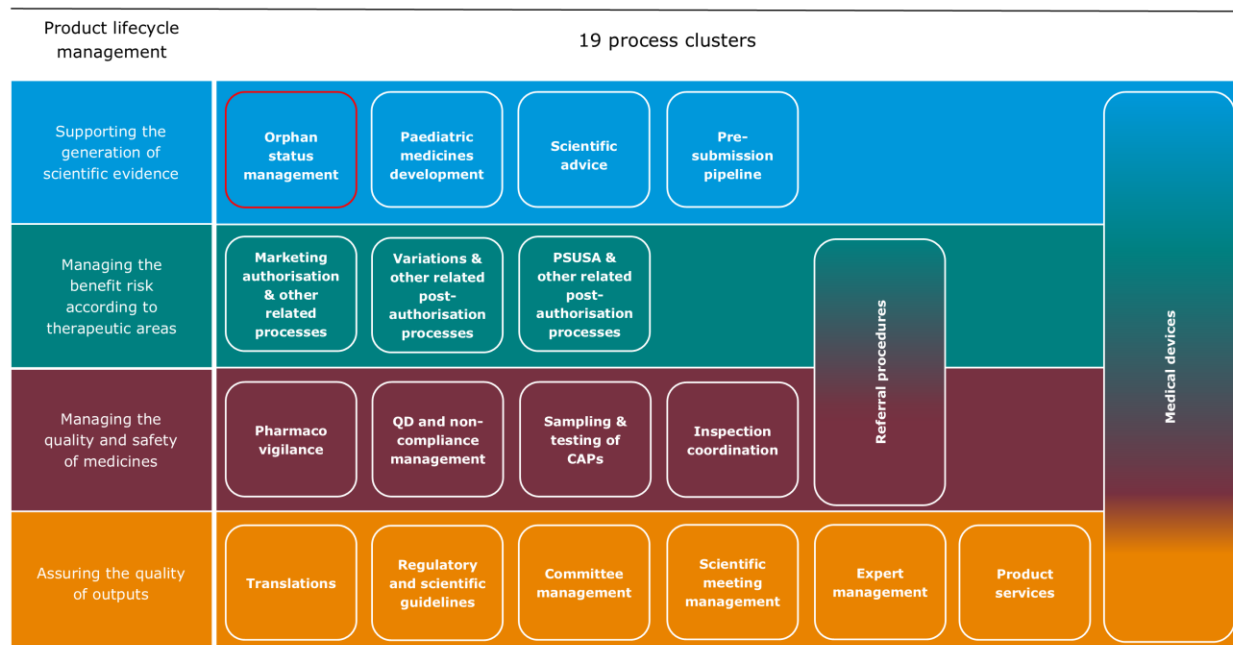 Product lifecycle
management
19 process clusters
Supporting the
generation of
scientific evidence
Orphan
status
management
Paediatric
medicines
development
Scientific
advice
Pre-
submission
pipeline
Managing the
benefit risk
according to
therapeutic areas
Marketing
authorisation
& other
related
processes
Variations &
other related
post-
authorisation
processes
PSUSA &
other related
post-
authorisation
processes
Referral procedures
Medical devices
Managing the
quality and safety
of medicines
Pharmaco
vigilance
QD and non-
compliance
management
Sampling &
testing of
CAPs
Inspection
coordination
Assuring the quality
of outputs
Translations
Regulatory
and scientific
guidelines
Committee
management
Scientific
meeting
management
Expert
management
Product
services